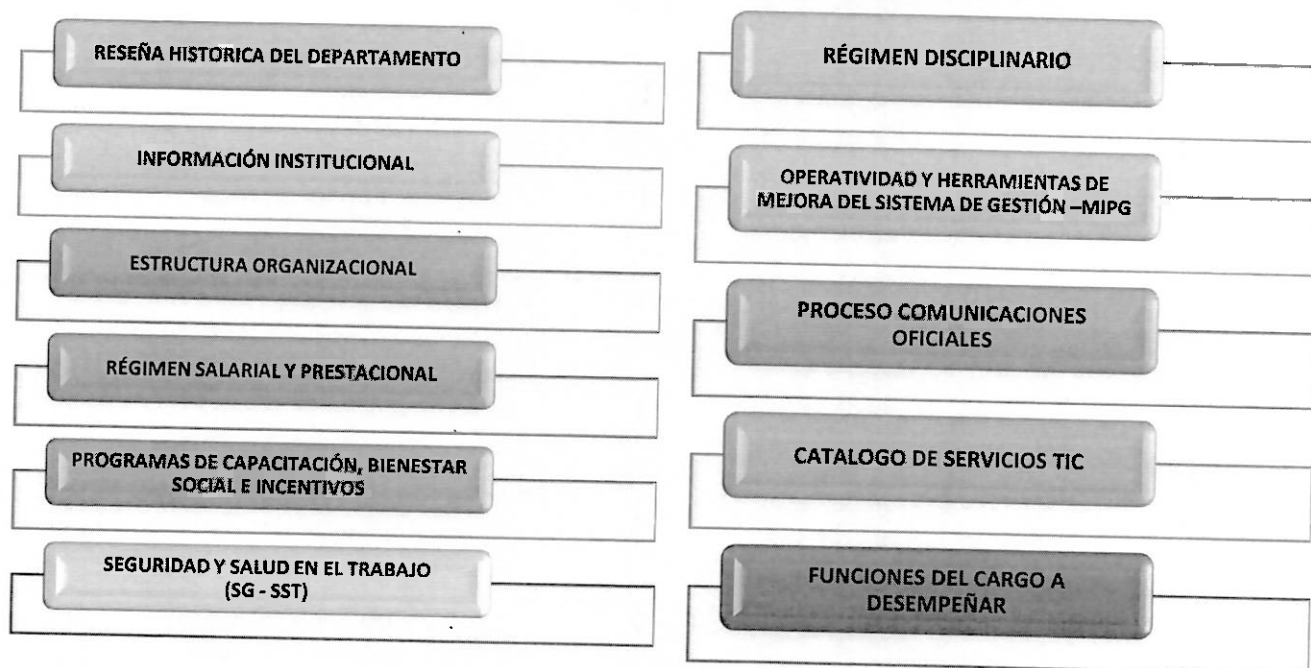 RESEÑA HISTORICA DEL DEPARTAMENTO
INFORMACIÓN INSTITUCIONAL
ESTRUCTURA ORGANIZACIONAL
RÉGIMEN SALARIAL Y PRESTACIONAL
PROGRAMAS DE CAPACITACIÓN, BIENESTAR
SOCIAL E INCENTIVOS
SEGURIDAD Y SALUD EN EL TRABAJO
(SG - SST)
RÉGIMEN DISCIPLINARIO
OPERATIVIDAD Y HERRAMIENTAS DE
MEJORA DEL SISTEMA DE GESTIÓN –MIPG
PROCESO COMUNICACIONES
OFICIALES
CATALOGO DE SERVICIOS TIC
FUNCIONES DEL CARGO A
DESEMPEÑAR